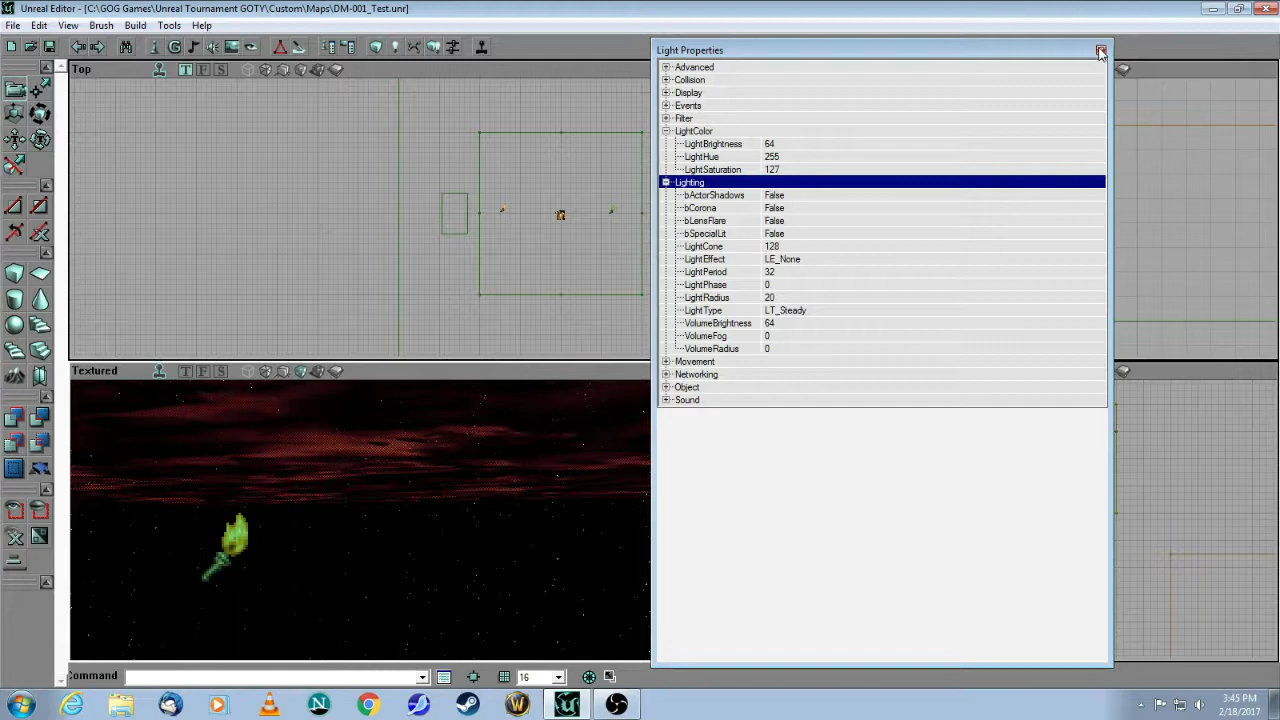 Unreal Editor - [C:\GOG Games\Unreal Tournament GOTY\Custom\Maps\DM-001_Test.unr]
File Edit View Brush Build Tools Help
Top
T F S
Light Properties
Advanced
Collision
Display
Events
Filter
LightColor
LightBrightness 64
LightHue 255
LightSaturation 127
Lighting
bActorShadows False
bCorona False
bLensFlare False
bSpecialLit False
LightCone 128
LightEffect LE_None
LightPeriod 32
LightPhase 0
LightRadius 20
LightType LT_Steady
VolumeBrightness 64
VolumeFog 0
VolumeRadius 0
Movement
Networking
Object
Sound
Textured
T F S
Command
16
3:45 PM
2/18/2017